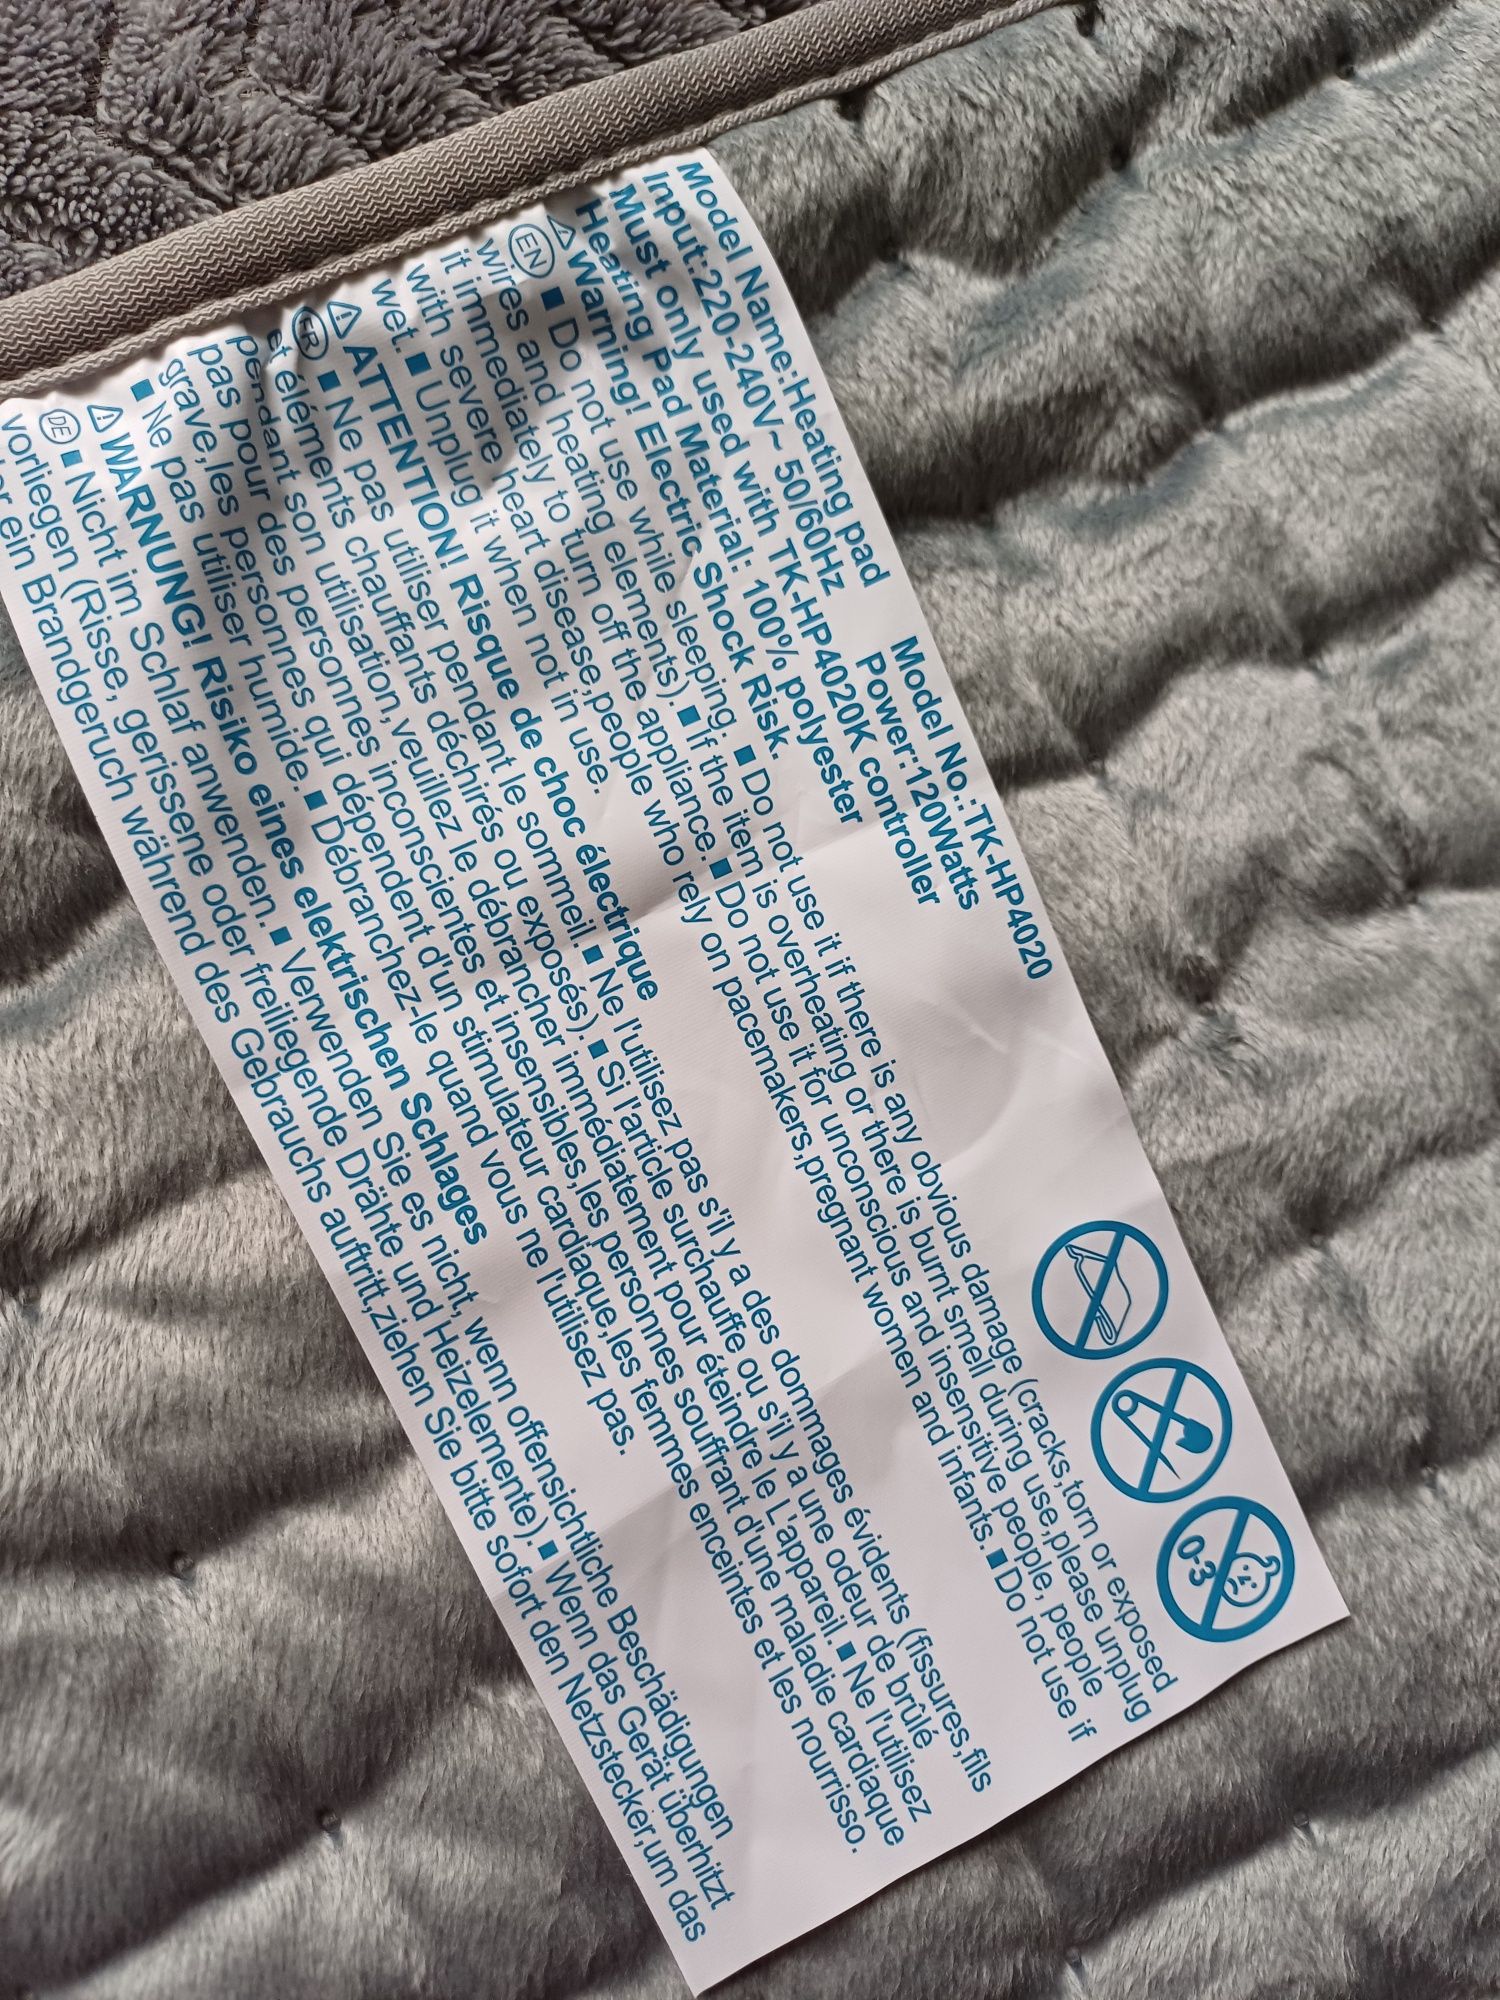 Model Name:Heating pad Model No.:TK-HP4020
Input:220-240V~ 50/60Hz Power:120Watts
Must only used with TK-HP4020K controller
Heating Pad Material: 100% polyester
⚠ Warning! Electric Shock Risk.
EN ■ Do not use while sleeping. ■ Do not use it if there is any obvious damage (cracks,torn or exposed
wires and heating elements). ■ If the item is overheating or there is burnt smell during use,please unplug
it immediately to turn off the appliance. ■ Do not use it for unconscious and insensitive people, people
with severe heart disease,people who rely on pacemakers,pregnant women and infants. ■ Do not use if
wet. ■ Unplug it when not in use.
⚠ ATTENTION! Risque de choc électrique
FR ■ Ne pas utiliser pendant le sommeil. ■ Ne l'utilisez pas s'il y a des dommages évidents (fissures,fils
et éléments chauffants déchirés ou exposés). ■ Si l'article surchauffe ou s'il y a une odeur de brûlé
pendant son utilisation,veuillez le débrancher immédiatement pour éteindre le L'appareil. ■ Ne l'utilisez
pas pour des personnes inconscientes et insensibles,les personnes souffrant d'une maladie cardiaque
grave,les personnes qui dépendent d'un stimulateur cardiaque,les femmes enceintes et les nourrisso.
■ Ne pas utiliser humide. ■ Débranchez-le quand vous ne l'utilisez pas.
⚠ WARNUNG! Risiko eines elektrischen Schlages
DE ■ Nicht im Schlaf anwenden. ■ Verwenden Sie es nicht, wenn offensichtliche Beschädigungen
vorliegen (Risse, gerissene oder freiliegende Drähte und Heizelemente). ■ Wenn das Gerät überhitzt
ein Brandgeruch während des Gebrauchs auftritt,ziehen Sie bitte sofort den Netzstecker,um das
0-3